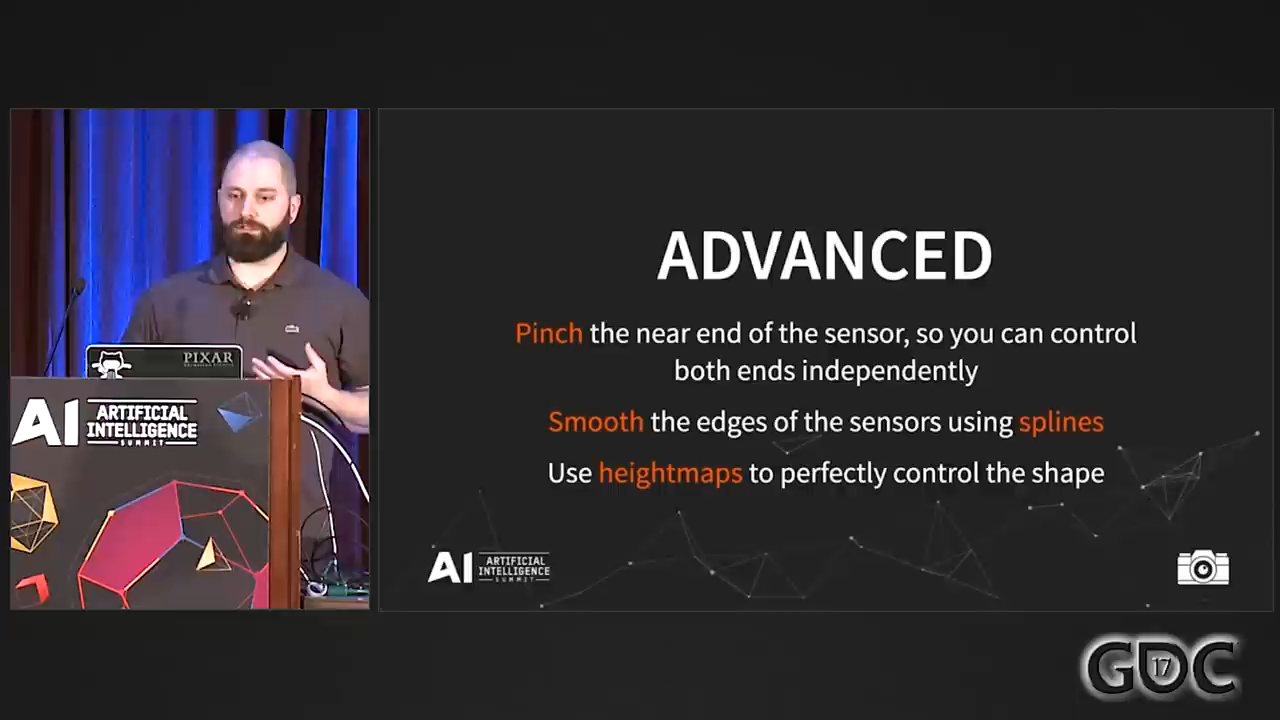 PIXAR
AI ARTIFICIAL
INTELLIGENCE
SUMMIT
ADVANCED
Pinch the near end of the sensor, so you can control
both ends independently
Smooth the edges of the sensors using splines
Use heightmaps to perfectly control the shape
AI ARTIFICIAL
INTELLIGENCE
SUMMIT
GDC
17